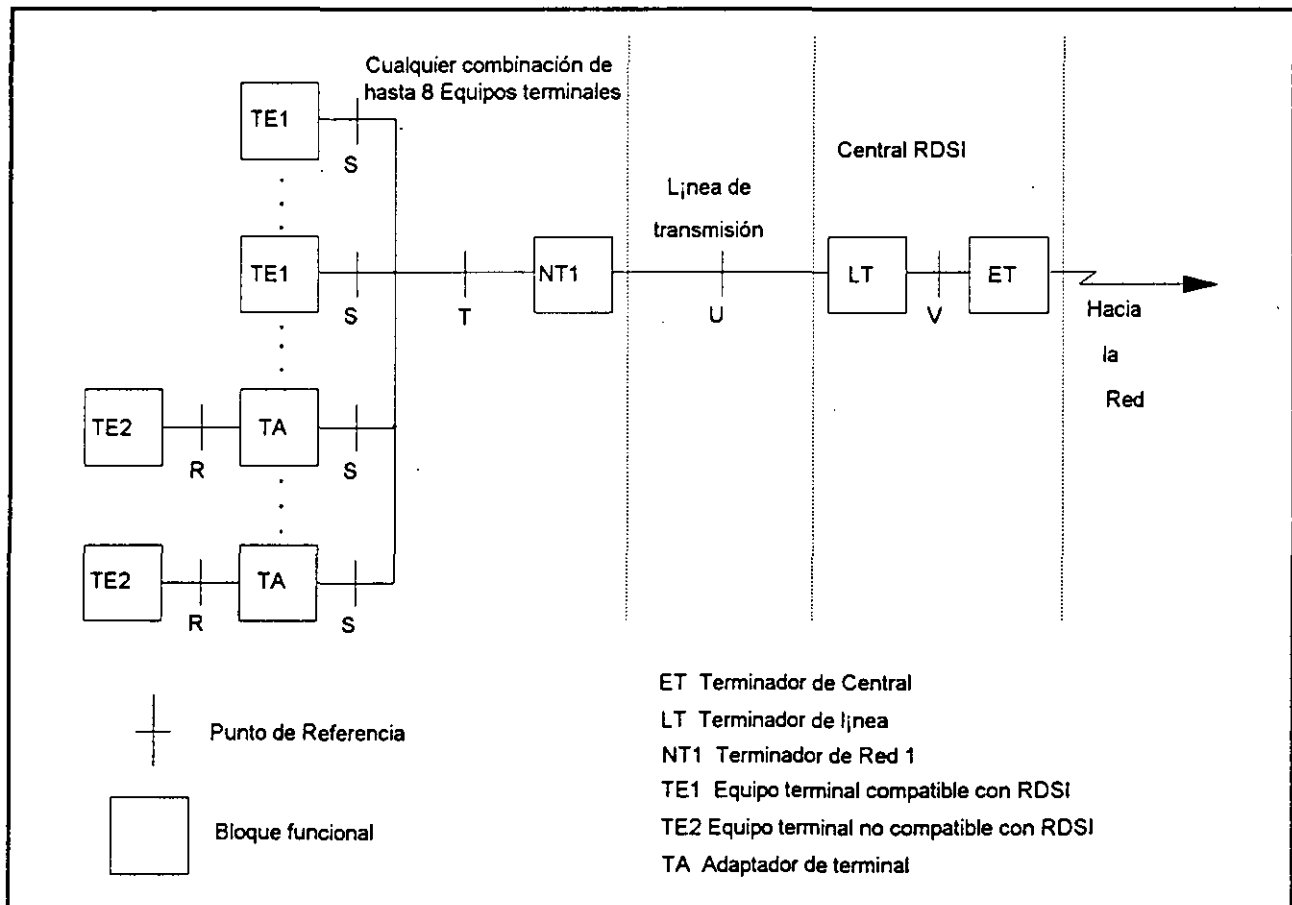 Cualquier combinación de
hasta 8 Equipos terminales
TE1
S
Central RDSI
L¡nea de
transmisión
TE1
S
T
NT1
U
LT
V
ET
Hacia
la
Red
TE2
R
TA
S
TE2
R
TA
S
Punto de Referencia
Bloque funcional
ET Terminador de Central
LT Terminador de l¡nea
NT1 Terminador de Red 1
TE1 Equipo terminal compatible con RDSI
TE2 Equipo terminal no compatible con RDSI
TA Adaptador de terminal